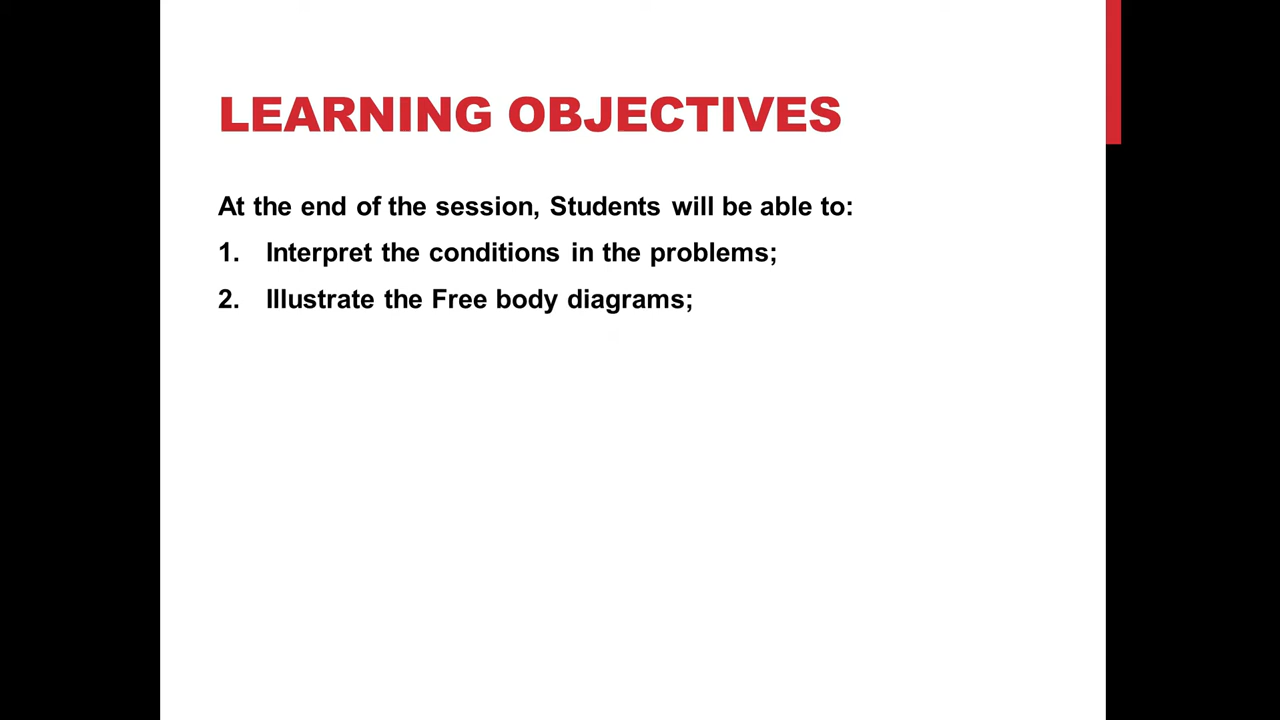 LEARNING OBJECTIVES
At the end of the session, Students will be able to:
1. Interpret the conditions in the problems;
2. Illustrate the Free body diagrams;